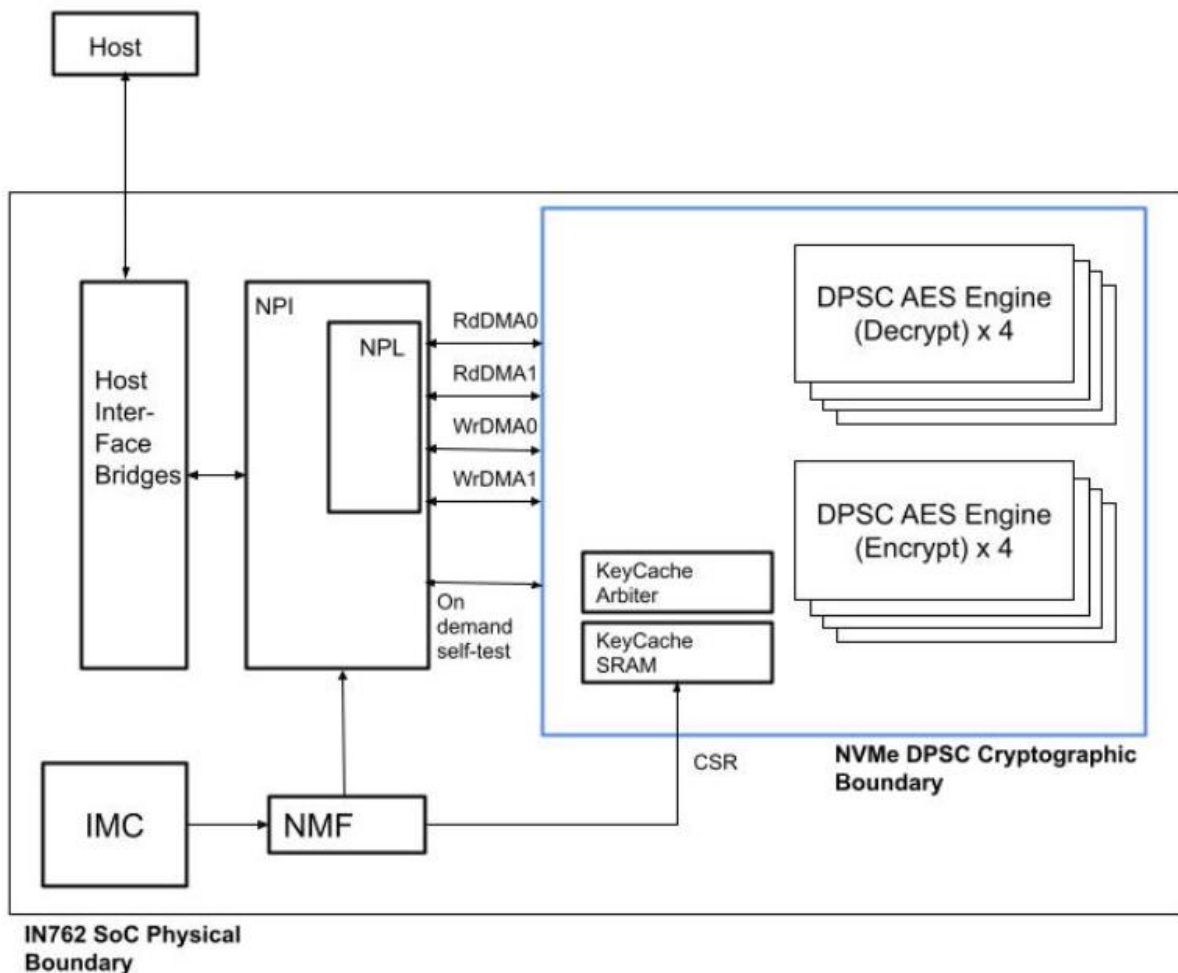 Host
NPI
NPL
Host
Inter-
Face
Bridges
RdDMA0
RdDMA1
WrDMA0
WrDMA1
On
demand
self-test
DPSC AES Engine
(Decrypt) x 4
DPSC AES Engine
(Encrypt) x 4
KeyCache
Arbiter
KeyCache
SRAM
CSR
NVMe DPSC Cryptographic
Boundary
IMC
NMF
IN762 SoC Physical
Boundary